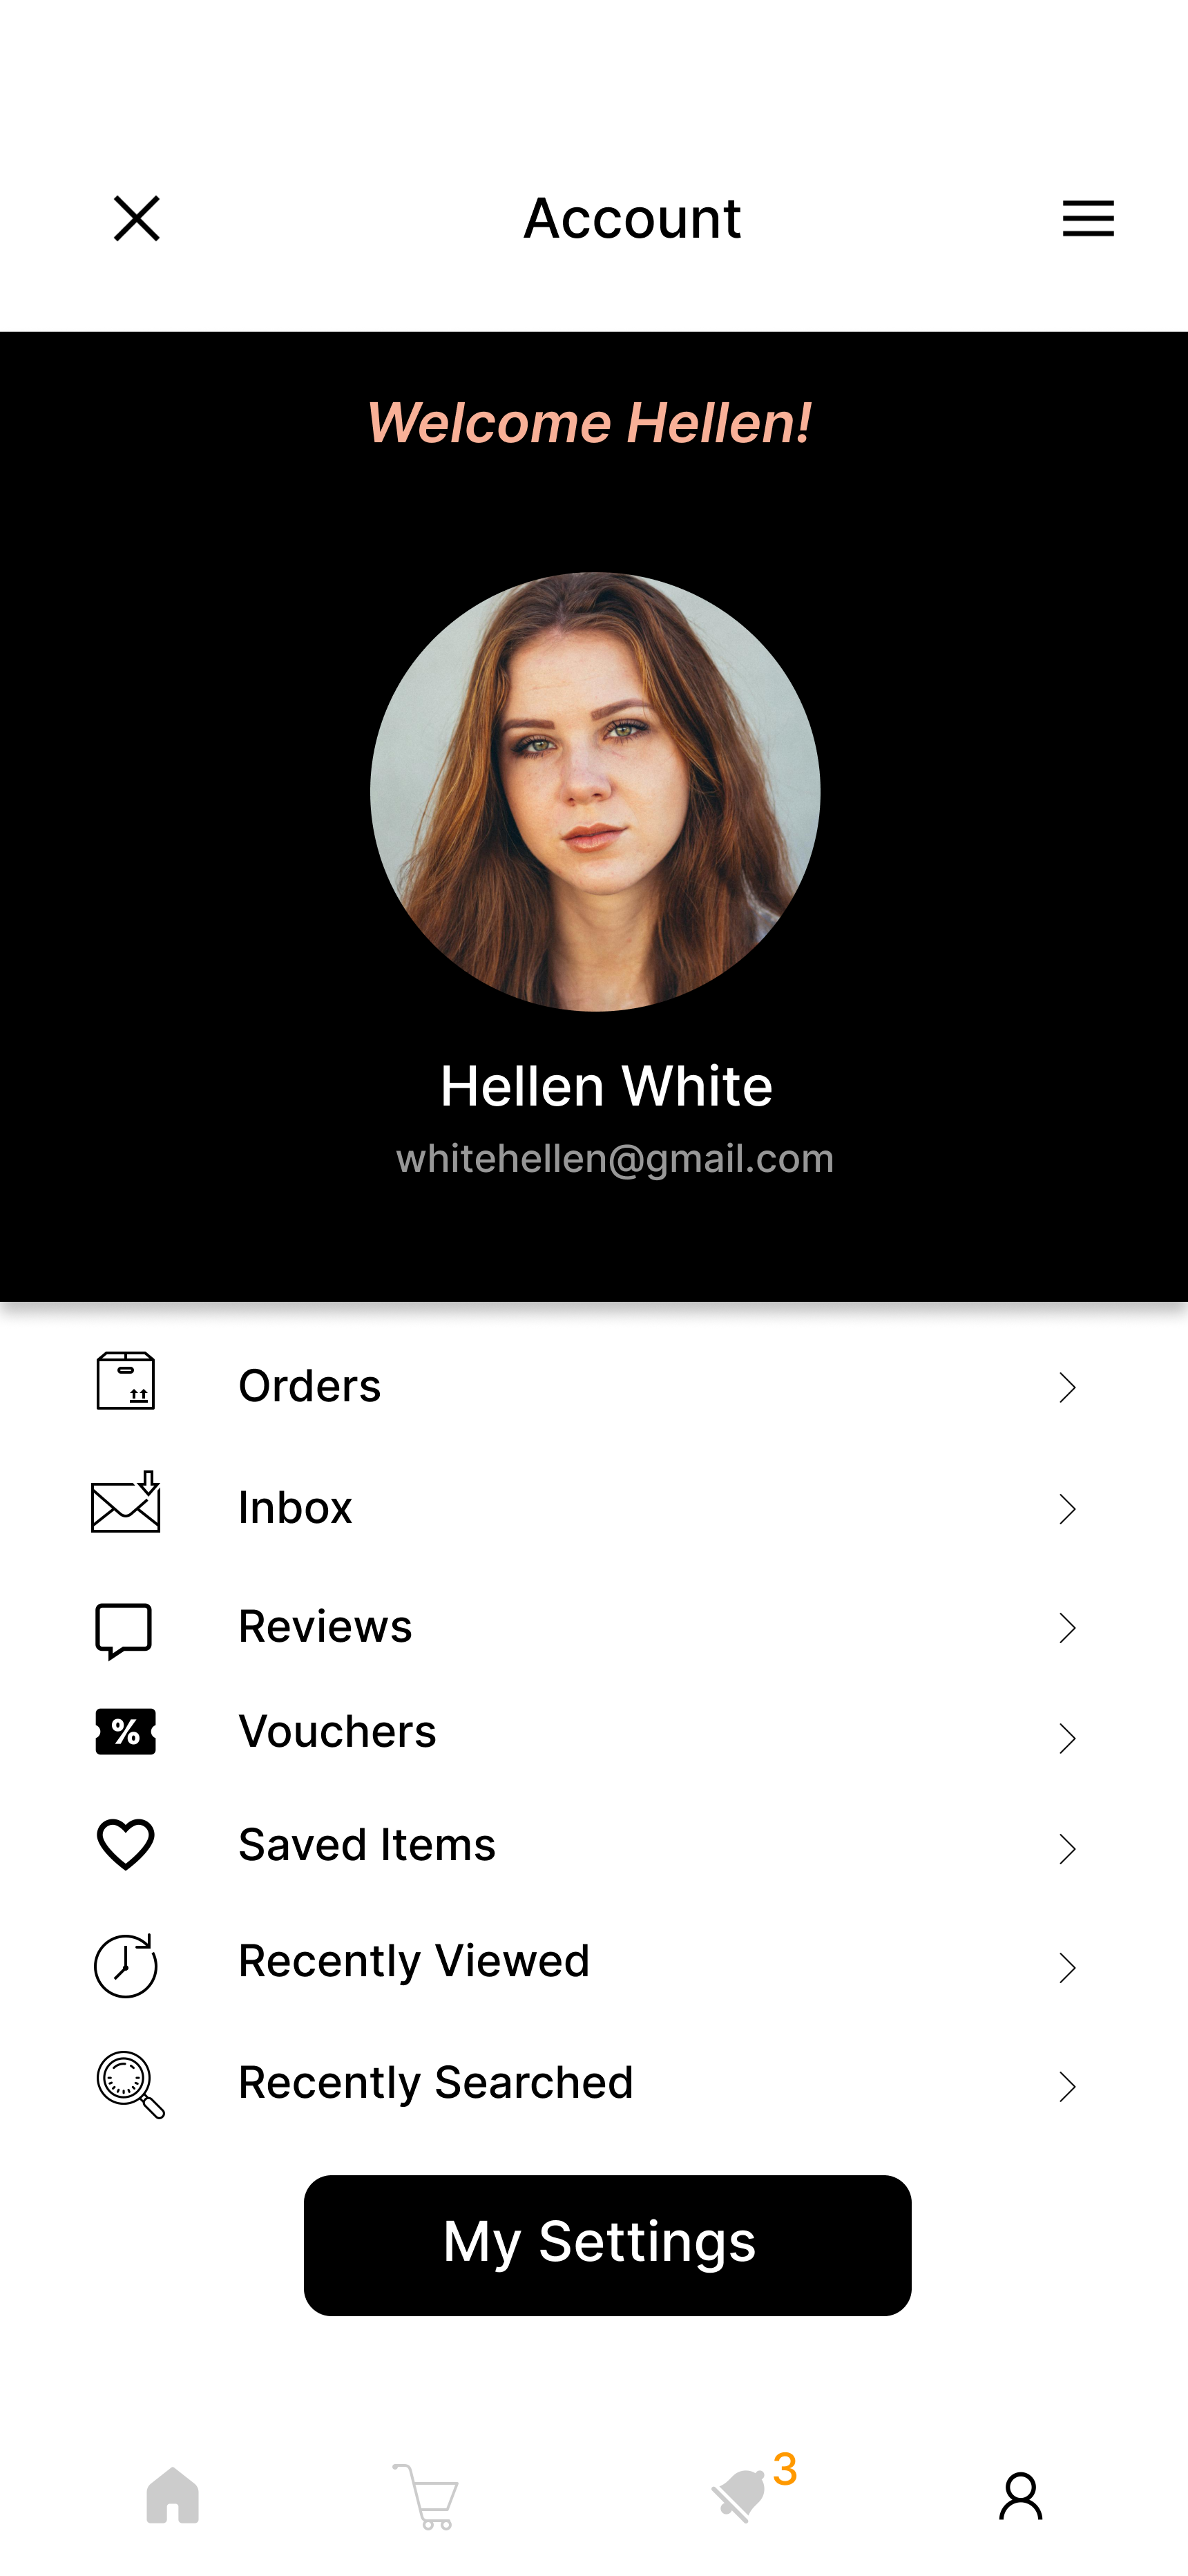 Account
Welcome Hellen!
Hellen White
whitehellen@gmail.com
Orders
Inbox
Reviews
%
Vouchers
Saved Items
Recently Viewed
Recently Searched
My Settings
3